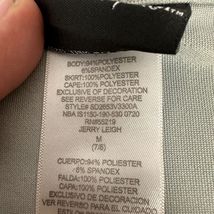 BODY:94% POLYESTER
6% SPANDEX
SKIRT:100% POLYESTER
CAPE:100% POLYESTER
EXCLUSIVE OF DECORATION
SEE REVERSE FOR CARE
STYLE #SD2653V3300A
NBA IS1150-190-530 0720
RN#65219
JERRY LEIGH
M
(7/8)
CUERPO:94% POLIESTER
6% SPANDEX
FALDA:100% POLIESTER
CAPA:100% POLIESTER
EXCLUSIVO DE
VER REVERSO PARA EL CUIDADO